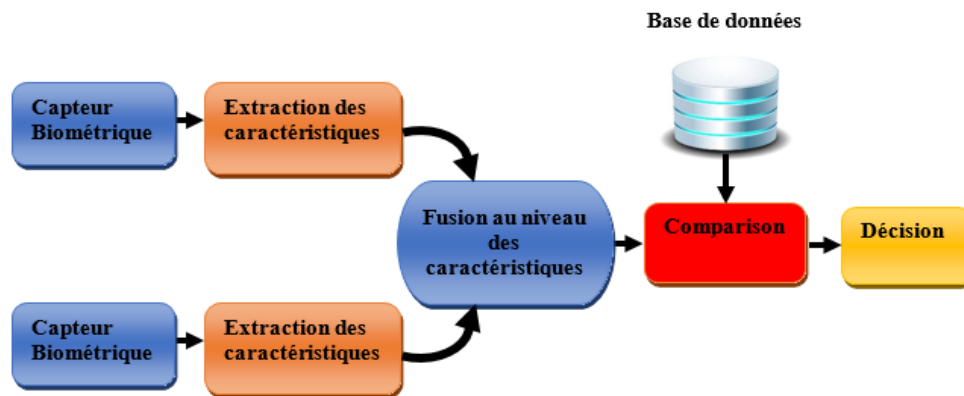 Base de données
Capteur
Biométrique
Extraction des
caractéristiques
Fusion au niveau
des
caractéristiques
Comparison
Décision
Capteur
Biométrique
Extraction des
caractéristiques